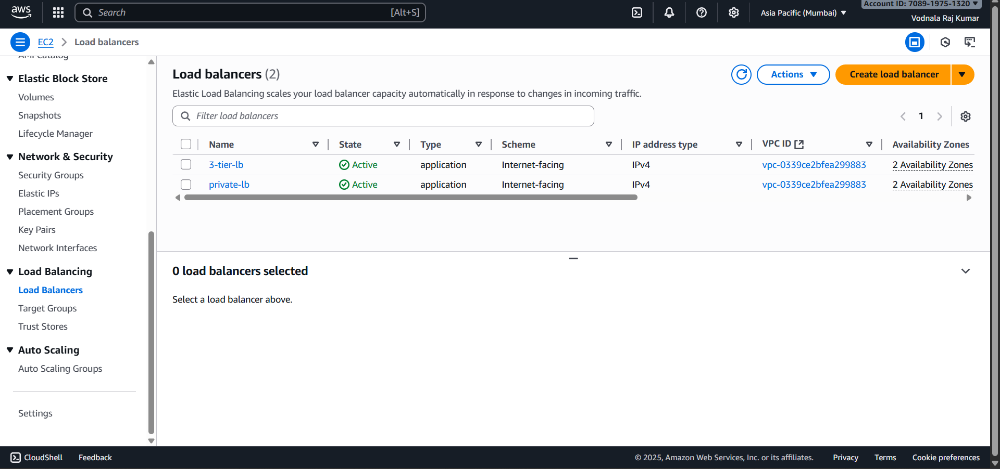 aws
Search [Alt+S]
Asia Pacific (Mumbai)
Account ID: 7089-1975-1320
Vodnala Raj Kumar
EC2 Load balancers
AMI Catalog
Elastic Block Store
Volumes
Snapshots
Lifecycle Manager
Network & Security
Security Groups
Elastic IPs
Placement Groups
Key Pairs
Network Interfaces
Load Balancing
Load Balancers
Target Groups
Trust Stores
Auto Scaling
Auto Scaling Groups
Settings
Load balancers (2)
Actions
Create load balancer
Elastic Load Balancing scales your load balancer capacity automatically in response to changes in incoming traffic.
Filter load balancers
1
Name State Type Scheme IP address type VPC ID Availability Zones
3-tier-lb Active application Internet-facing IPv4 vpc-0339ce2bfea299883 2 Availability Zones
private-lb Active application Internet-facing IPv4 vpc-0339ce2bfea299883 2 Availability Zones
0 load balancers selected
Select a load balancer above.
CloudShell Feedback © 2025, Amazon Web Services, Inc. or its affiliates. Privacy Terms Cookie preferences